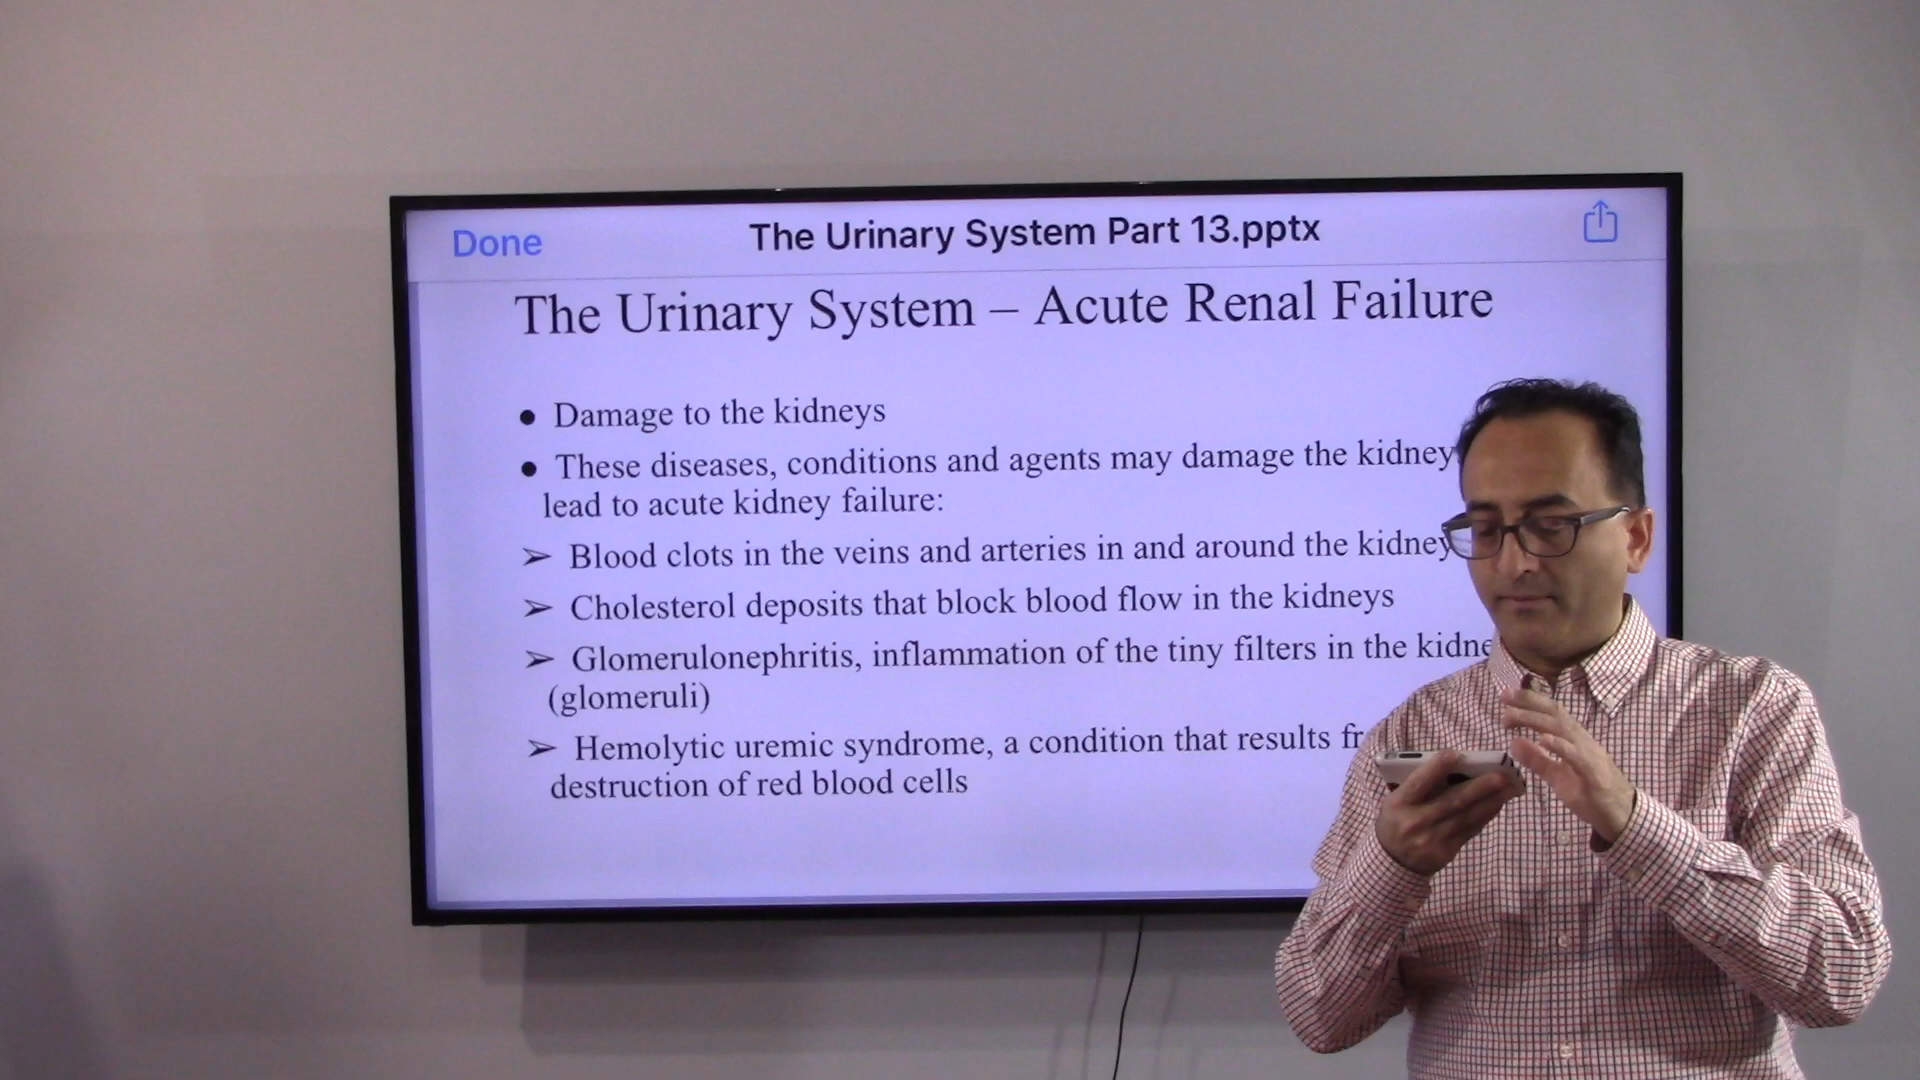 Done The Urinary System Part 13.pptx
The Urinary System – Acute Renal Failure
● Damage to the kidneys
● These diseases, conditions and agents may damage the kidney
lead to acute kidney failure:
➢ Blood clots in the veins and arteries in and around the kidney
➢ Cholesterol deposits that block blood flow in the kidneys
➢ Glomerulonephritis, inflammation of the tiny filters in the
(glomeruli)
➢ Hemolytic uremic syndrome, a condition that results
destruction of red blood cells